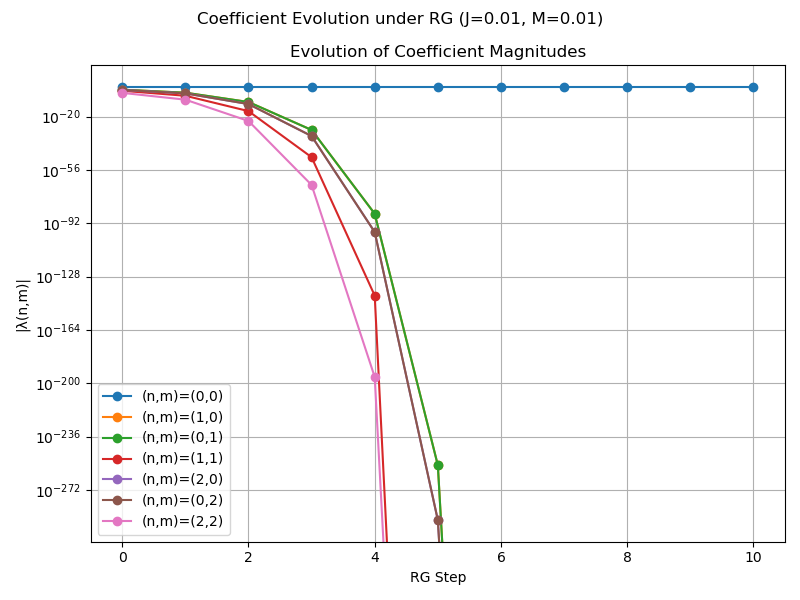 Coefficient Evolution under RG (J=0.01, M=0.01)
Evolution of Coefficient Magnitudes
|λ(n,m)|
10⁻²⁰
10⁻⁵⁶
10⁻⁹²
10⁻¹²⁸
10⁻¹⁶⁴
10⁻²⁰⁰
10⁻²³⁶
10⁻²⁷²
(n,m)=(0,0)
(n,m)=(1,0)
(n,m)=(0,1)
(n,m)=(1,1)
(n,m)=(2,0)
(n,m)=(0,2)
(n,m)=(2,2)
0 2 4 6 8 10
RG Step